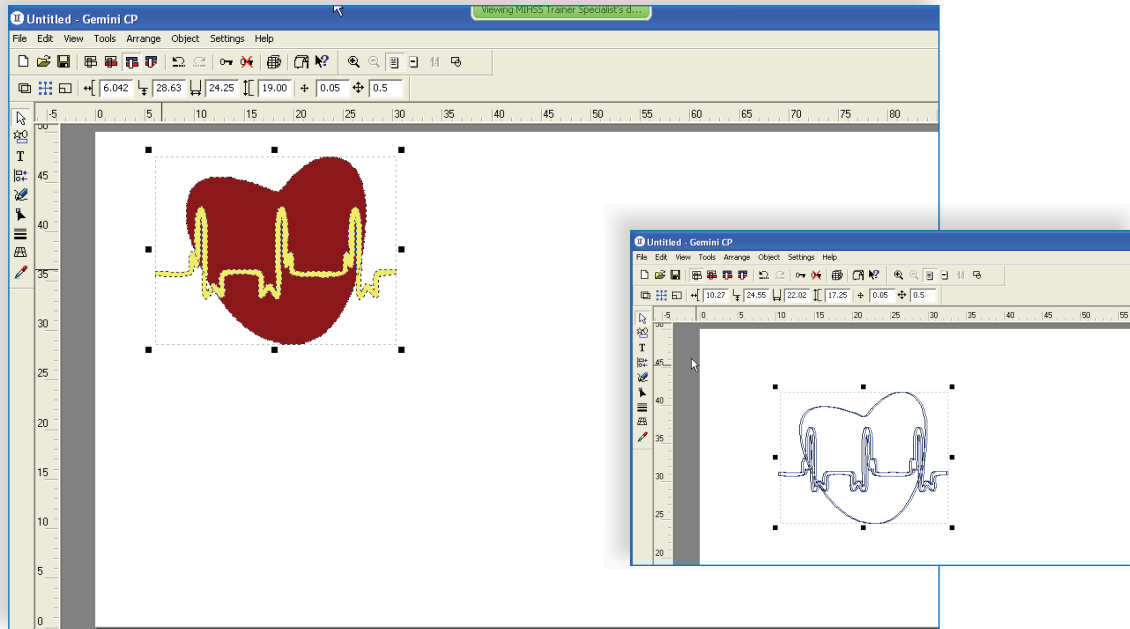 Viewing MIHSS Trainer Specialist's d...
Untitled - Gemini CP
File Edit View Tools Arrange Object Settings Help
6.042 28.63 24.25 19.00 0.05 0.5
-5 0 5 10 15 20 25 30 35 40 45 50 55 60 65 70 75 80
50
T
45
40
35
30
25
20
15
10
5
0
Untitled - Gemini CP
File Edit View Tools Arrange Object Settings Help
10.27 24.55 22.02 17.25 0.05 0.5
-5 0 5 10 15 20 25 30 35 40 45 50 55
50
T
45
40
35
30
25
20